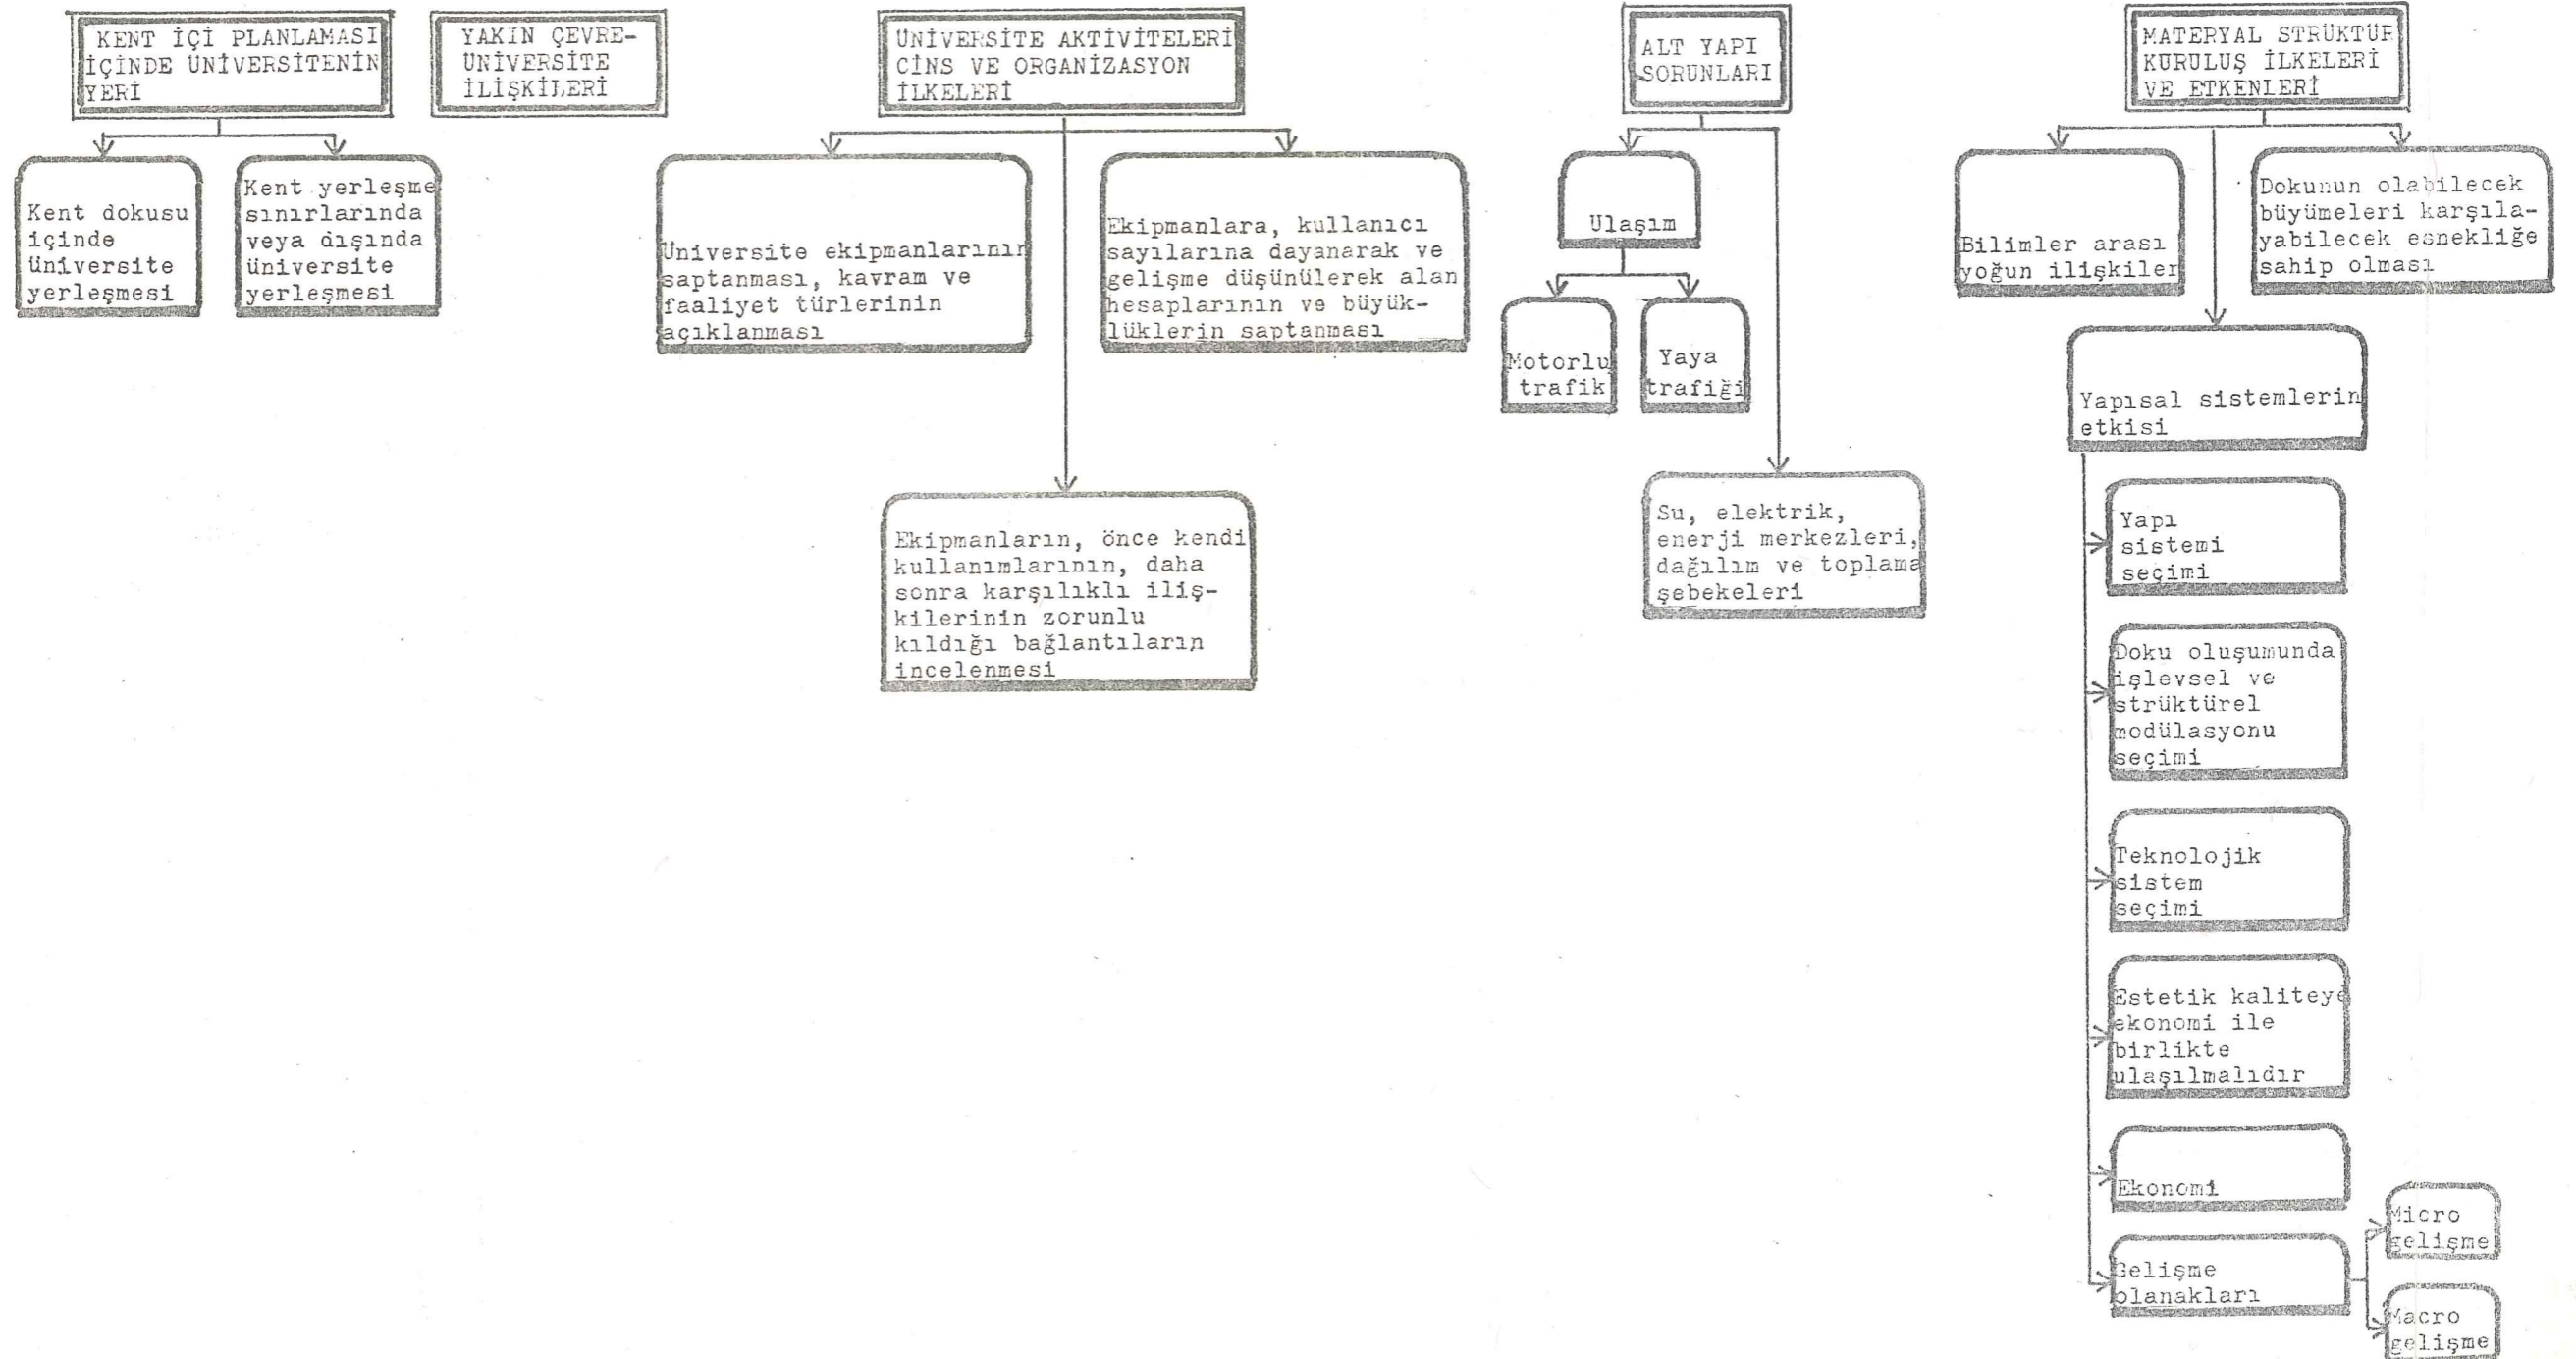 KENT İÇİ PLANLAMASI
İÇİNDE ÜNİVERSİTENİN
YERİ
Kent dokusu
içinde
üniversite
yerleşmesi
Kent yerleşme
sınırlarında
veya dışında
üniversite
yerleşmesi
YAKIN ÇEVRE-
ÜNİVERSİTE
İLİŞKİLERİ
ÜNİVERSİTE AKTİVİTELERİ
CİNS VE ORGANİZASYON
İLKELERİ
Üniversite ekipmanlarının
saptanması, kavram ve
faaliyet türlerinin
açıklanması
Ekipmanlara, kullanıcı
sayılarına dayanarak ve
gelişme düşünülerek alan
hesaplarının ve büyük-
lüklerin saptanması
Ekipmanların, önce kendi
kullanımlarının, daha
sonra karşılıklı iliş-
kilerinin zorunlu
kıldığı bağlantıların
incelenmesi
ALT YAPI
SORUNLARI
Ulaşım
Motorlu
trafik
Yaya
trafiği
Su, elektrik,
enerji merkezleri,
dağılım ve toplama
şebekeleri
MATERYAL STRÜKTÜR
KURULUŞ İLKELERİ
VE ETKENLERİ
Bilimler arası
yoğun ilişkiler
Dokunun olabilecek
büyümeleri karşıla-
yabilecek esnekliğe
sahip olması
Yapısal sistemlerin
etkisi
Yapı
sistemi
seçimi
Doku oluşumunda
işlevsel ve
strüktürel
modülasyonu
seçimi
Teknolojik
sistem
seçimi
Estetik kaliteye
ekonomi ile
birlikte
ulaşılmalıdır
Ekonomi
Gelişme
olanakları
Micro
gelişme
Macro
gelişme